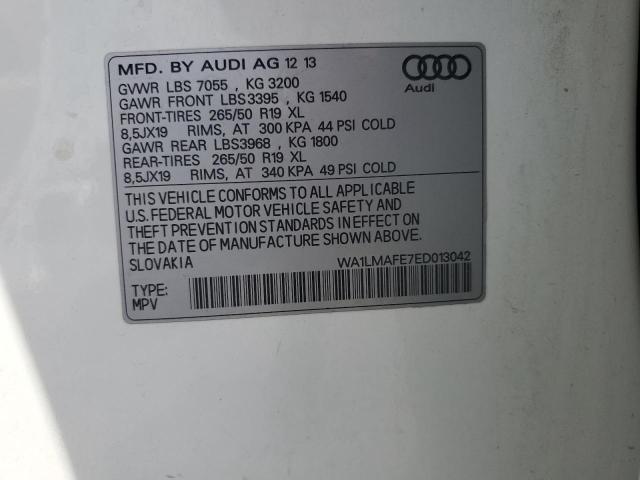 MFD. BY AUDI AG 12 13
GVWR LBS 7055 , KG 3200
GAWR FRONT LBS3395 , KG 1540
FRONT-TIRES 265/50 R19 XL
8,5JX19 RIMS, AT 300 KPA 44 PSI COLD
GAWR REAR LBS3968 , KG 1800
REAR-TIRES 265/50 R19 XL
8,5JX19 RIMS, AT 340 KPA 49 PSI COLD
Audi
THIS VEHICLE CONFORMS TO ALL APPLICABLE
U.S. FEDERAL MOTOR VEHICLE SAFETY AND
THEFT PREVENTION STANDARDS IN EFFECT ON
THE DATE OF MANUFACTURE SHOWN ABOVE.
SLOVAKIA WA1LMAFE7ED013042
TYPE:
MPV